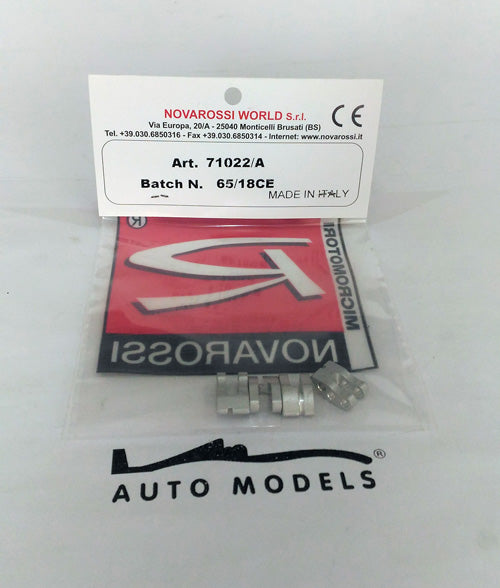 NOVAROSSI WORLD S.r.l.
Via Europa, 20/A - 25040 Monticelli Brusati (BS)
Tel. +39.030.6850316 - Fax +39.030.6850314 - Internet: www.novarossi.it
CE
Art. 71022/A
Batch N. 65/18CE
MADE IN ITALY
®
MICROMOTORI
NOVAROSSI
®
AUTO MODELS